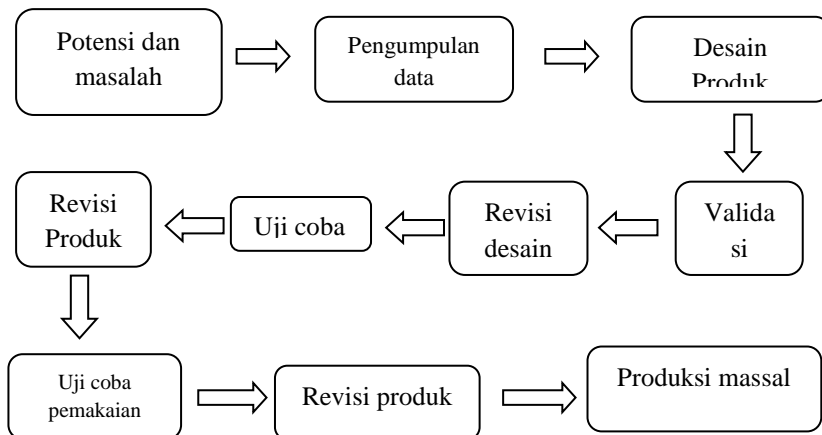 Potensi dan
masalah
Pengumpulan
data
Desain
Produk
Valida
si
Revisi
desain
Uji coba
Revisi
Produk
Uji coba
pemakaian
Revisi produk
Produksi massal